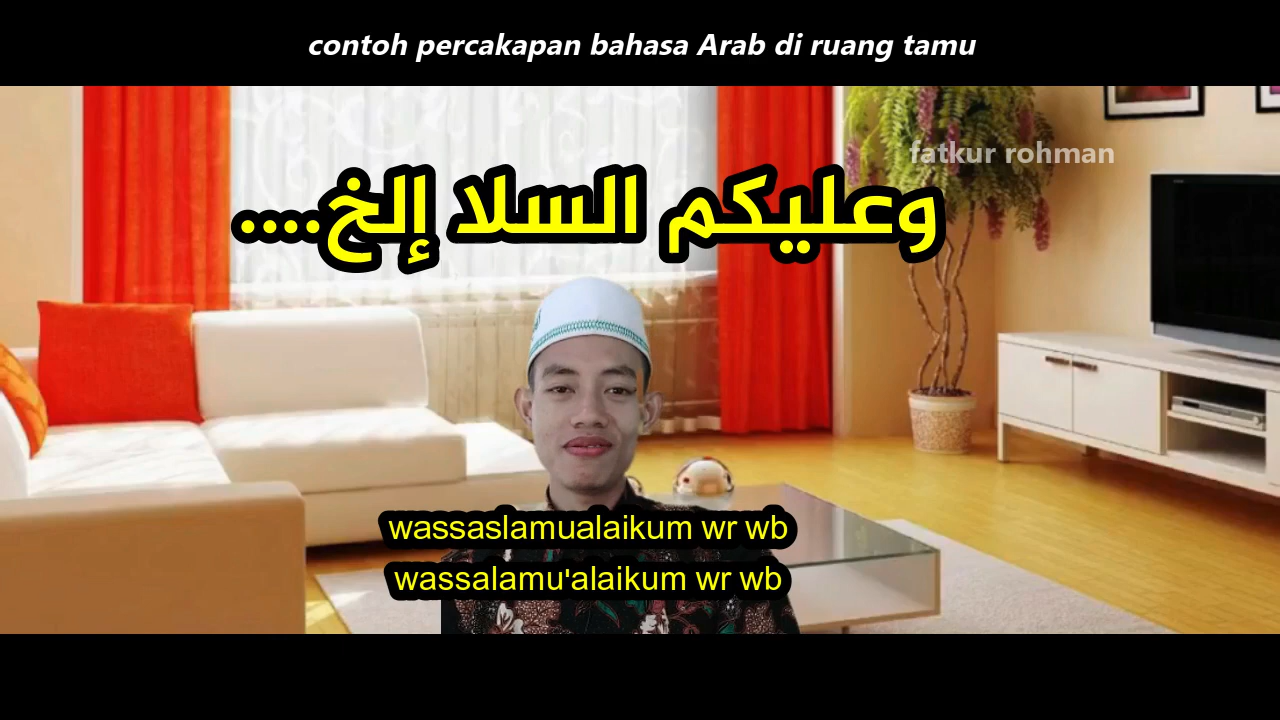 contoh percakapan bahasa Arab di ruang tamu
fatkur rohman
وعليكم السلا إلخ....
wassaslamualaikum wr wb
wassalamu'alaikum wr wb